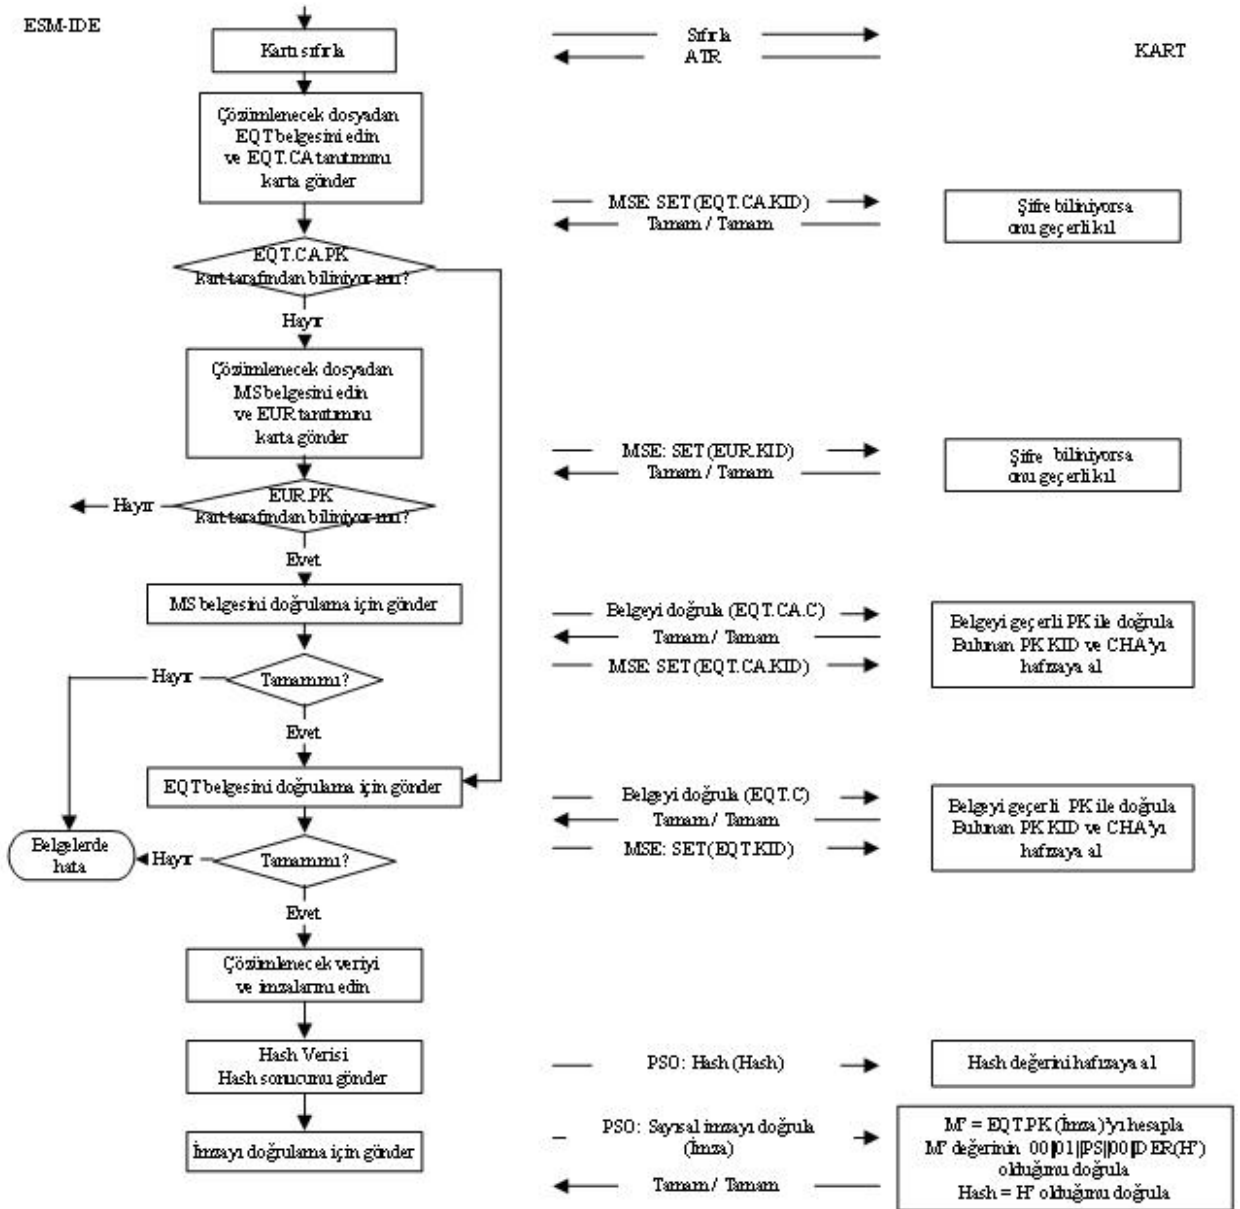 ESM-IDE
Kartı sıfırla
Sıfırla
ATR
KART
Çözümlenecek dosyadan
EQT belgesini edin
ve EQT.CA tanıtımını
karta gönder
MSE: SET (EQT.CA.KID)
Tamam / Tamam
Şifre biliniyorsa
onu geçerli kıl
EQT.CA.PK
kart tarafından biliniyor mu?
Hayır
Çözümlenecek dosyadan
MS belgesini edin
ve EUR tanıtımını
karta gönder
MSE: SET (EUR.KID)
Tamam / Tamam
Şifre biliniyorsa
onu geçerli kıl
Hayır
EUR.PK
kart tarafından biliniyor mu?
Evet
MS belgesini doğrulama için gönder
Belgeyi doğrula (EQT.CA.C)
Tamam / Tamam
MSE: SET (EQT.CA.KID)
Belgeyi geçerli PK ile doğrula
Bulunan PK KID ve CHA'yı
hafızaya al
Hayır
Tamam mı?
Evet
EQT belgesini doğrulama için gönder
Belgeyi doğrula (EQT.C)
Tamam / Tamam
MSE: SET(EQT.KID)
Belgeyi geçerli PK ile doğrula
Bulunan PK KID ve CHA'yı
hafızaya al
Belgelerde
hata
Hayır
Tamam mı?
Evet
Çözümlenecek veriyi
ve imzalarını edin
Hash Verisi
Hash sonucunu gönder
PSO: Hash (Hash)
Hash değerini hafızaya al
İmzayı doğrulama için gönder
PSO: Sayısal imzayı doğrula
(İmza)
Tamam / Tamam
M' = EQT.PK (İmza)'yı hesapla
M' değerinin 00||01||PS||00||DER(H')
olduğunu doğrula
Hash = H' olduğunu doğrula